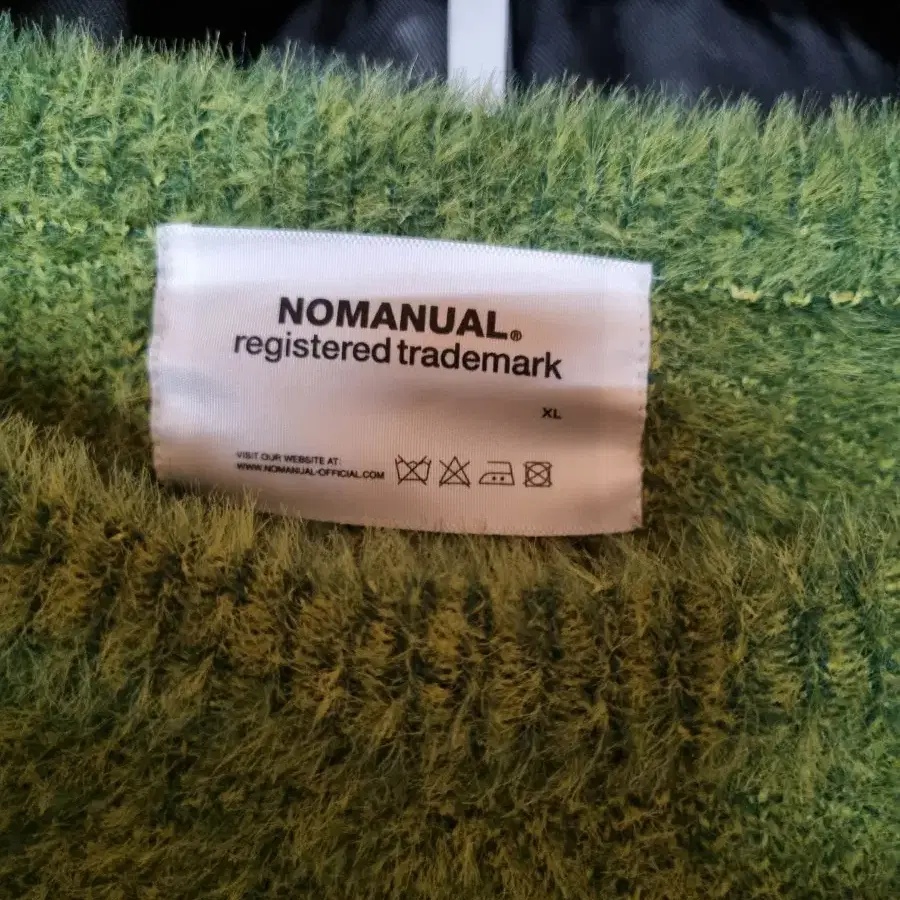 NOMANUAL®
registered trademark
XL
VISIT OUR WEBSITE AT:
WWW.NOMANUAL-OFFICIAL.COM